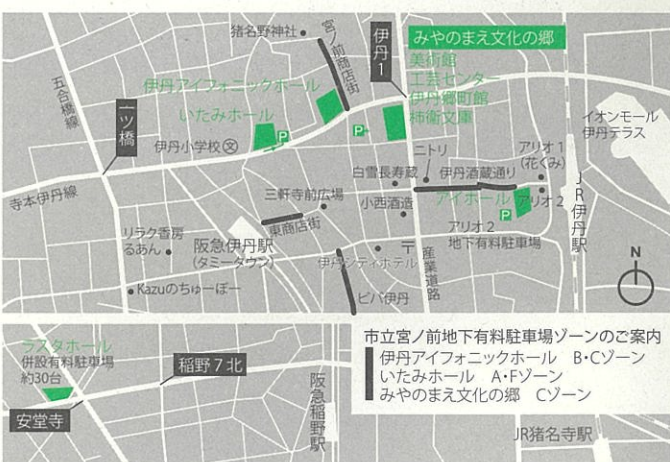 猪名野神社
宮ノ前商店街
伊丹1
みやのまえ文化の郷
美術館
工芸センター
伊丹郷町館
柿衞文庫
五合橋線
一ツ橋
伊丹アイフォニックホール
いたみホール
P
P
伊丹小学校 文
イオンモール
伊丹テラス
寺本伊丹線
ニトリ
白雪長寿蔵
伊丹酒蔵通り
アリオ1
(花くみ)
三軒寺前広場
小西酒造
アイホール
アリオ2
P
JR伊丹駅
東商店街
アリオ2
地下有料駐車場
リラク香房
るあん
阪急伊丹駅
(タミータウン)
伊丹シティホテル
〒
産業道路
N
Kazuのちゅーぼー
ビバ伊丹
ラスタホール
併設有料駐車場
約30台
稲野7北
安堂寺
阪急稲野駅
市立宮ノ前地下有料駐車場ゾーンのご案内
伊丹アイフォニックホール B・Cゾーン
いたみホール A・Fゾーン
みやのまえ文化の郷 Cゾーン
JR猪名寺駅